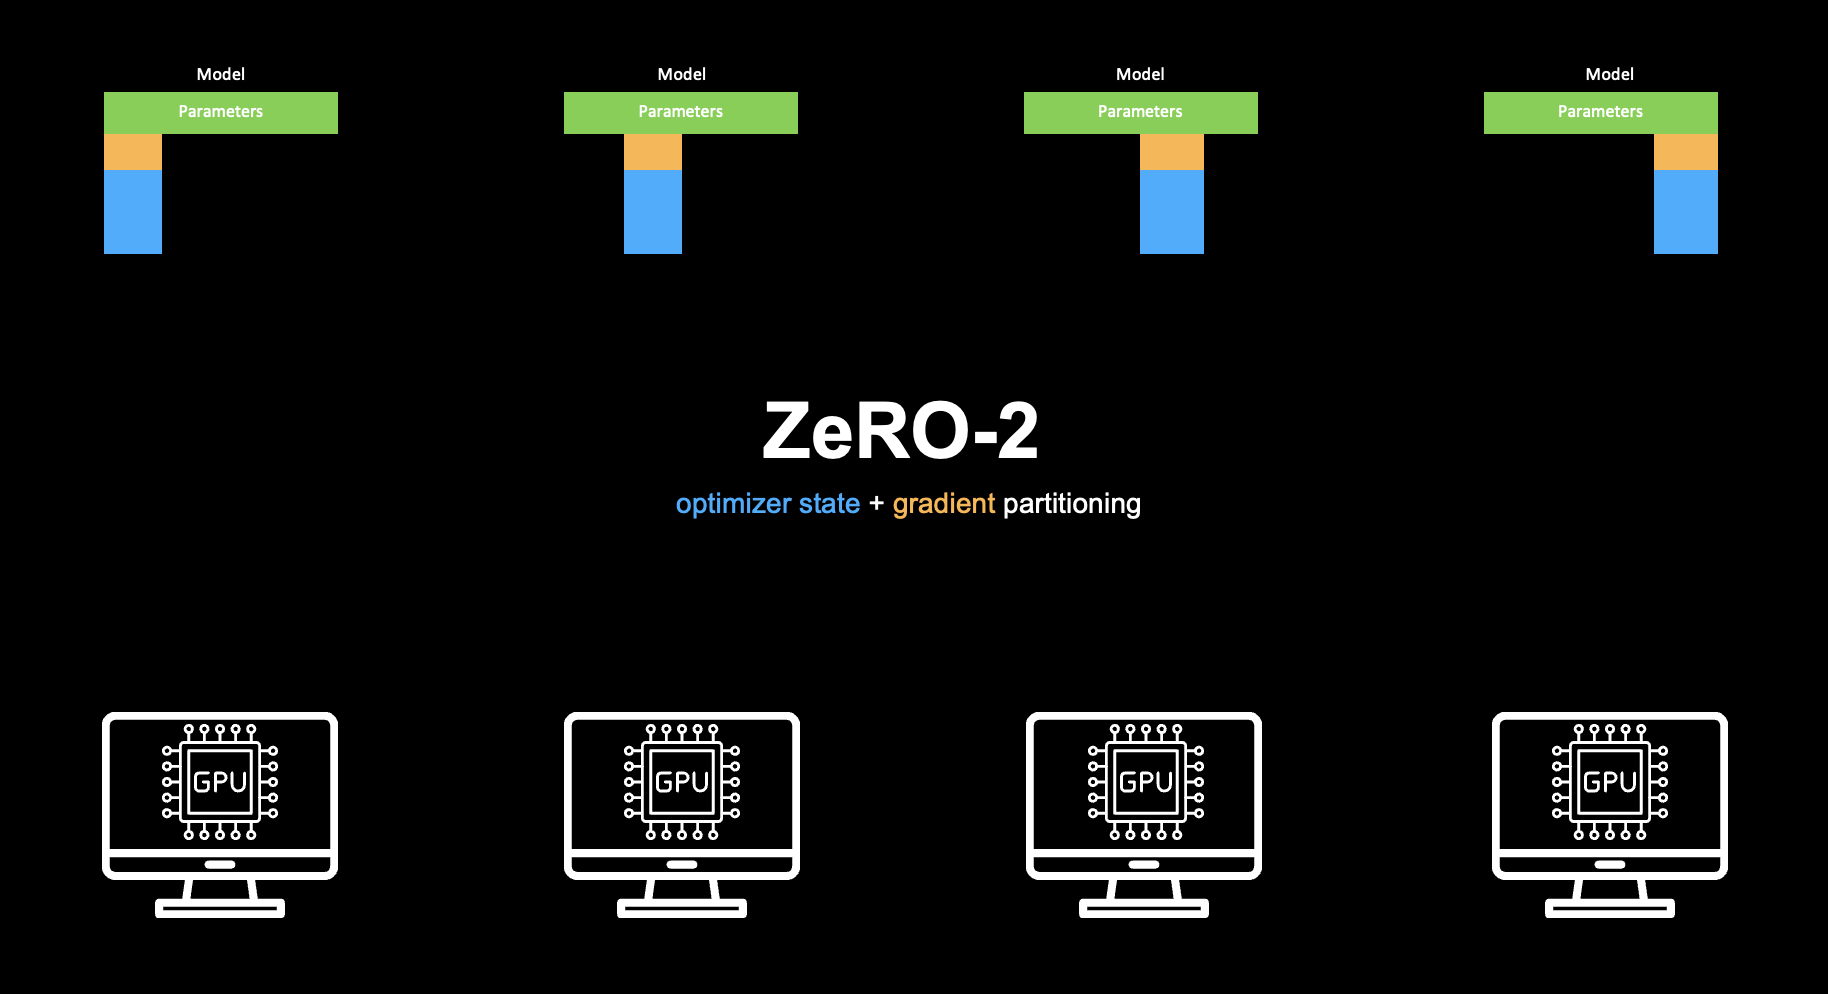 Model
Parameters
Model
Parameters
Model
Parameters
Model
Parameters
ZeRO-2
optimizer state + gradient partitioning
GPU
GPU
GPU
GPU